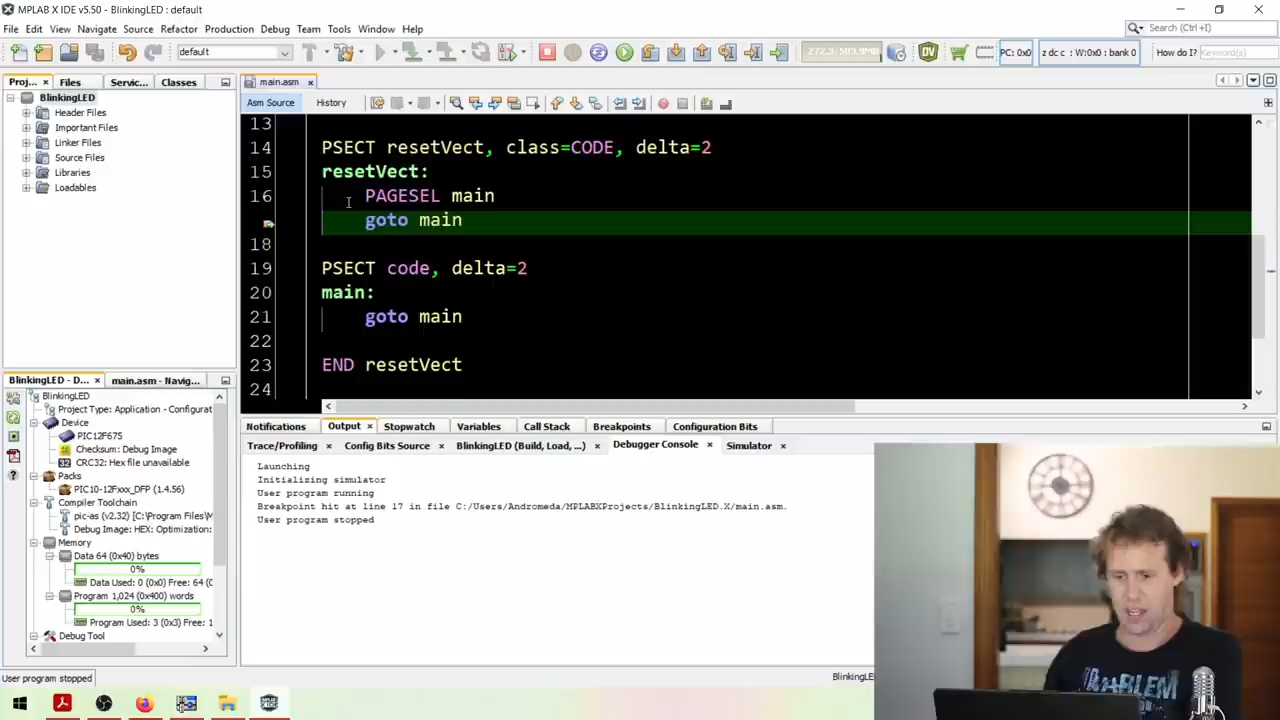 MPLAB X IDE v5.50 - BlinkingLED : default
File Edit View Navigate Source Refactor Production Debug Team Tools Window Help
Search (Ctrl+I)
default
272.3/583.9MB
PC: 0x0
z dc c : W:0x0 : bank 0
How do I?
Keyword(s)
Proj... Files Servic... Classes
BlinkingLED
Header Files
Important Files
Linker Files
Source Files
Libraries
Loadables
main.asm
Asm Source History
13
14 PSECT resetVect, class=CODE, delta=2
15 resetVect:
16 PAGESEL main
goto main
18
19 PSECT code, delta=2
20 main:
21 goto main
22
23 END resetVect
24
BlinkingLED - D... main.asm - Navig...
BlinkingLED
Project Type: Application - Configurat
Device
PIC12F675
Checksum: Debug Image
CRC32: Hex file unavailable
Packs
PIC10-12Fxxx_DFP (1.4.56)
Compiler Toolchain
pic-as (v2.32) [C:\Program Files\M
Debug Image: HEX: Optimization:
Memory
Data 64 (0x40) bytes
0%
Data Used: 0 (0x0) Free: 64 (0
Program 1,024 (0x400) words
0%
Program Used: 3 (0x3) Free: 1
Debug Tool
Notifications Output Stopwatch Variables Call Stack Breakpoints Configuration Bits
Trace/Profiling Config Bits Source BlinkingLED (Build, Load, ...) Debugger Console Simulator
Launching
Initializing simulator
User program running
Breakpoint hit at line 17 in file C:/Users/Andromeda/MPLABXProjects/BlinkingLED.X/main.asm.
User program stopped
User program stopped
BlinkingLE